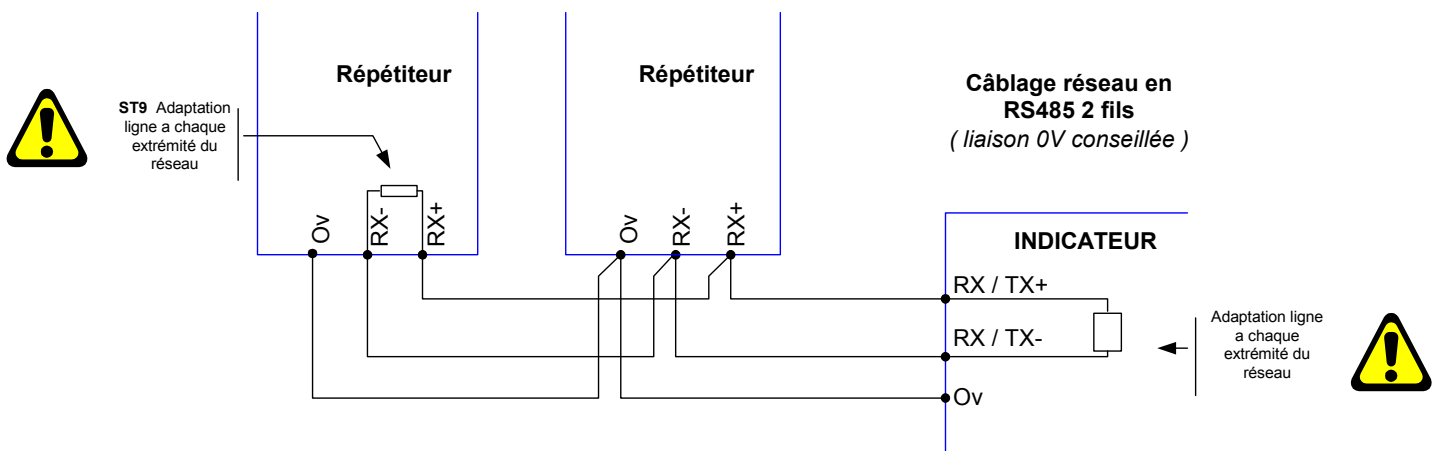 Répétiteur
Répétiteur
Câblage réseau en
RS485 2 fils
( liaison 0V conseillée )
ST9 Adaptation
ligne a chaque
extrémité du
réseau
Ov
RX-
RX+
Ov
RX-
RX+
INDICATEUR
RX / TX+
RX / TX-
Ov
Adaptation ligne
a chaque
extrémité du
réseau